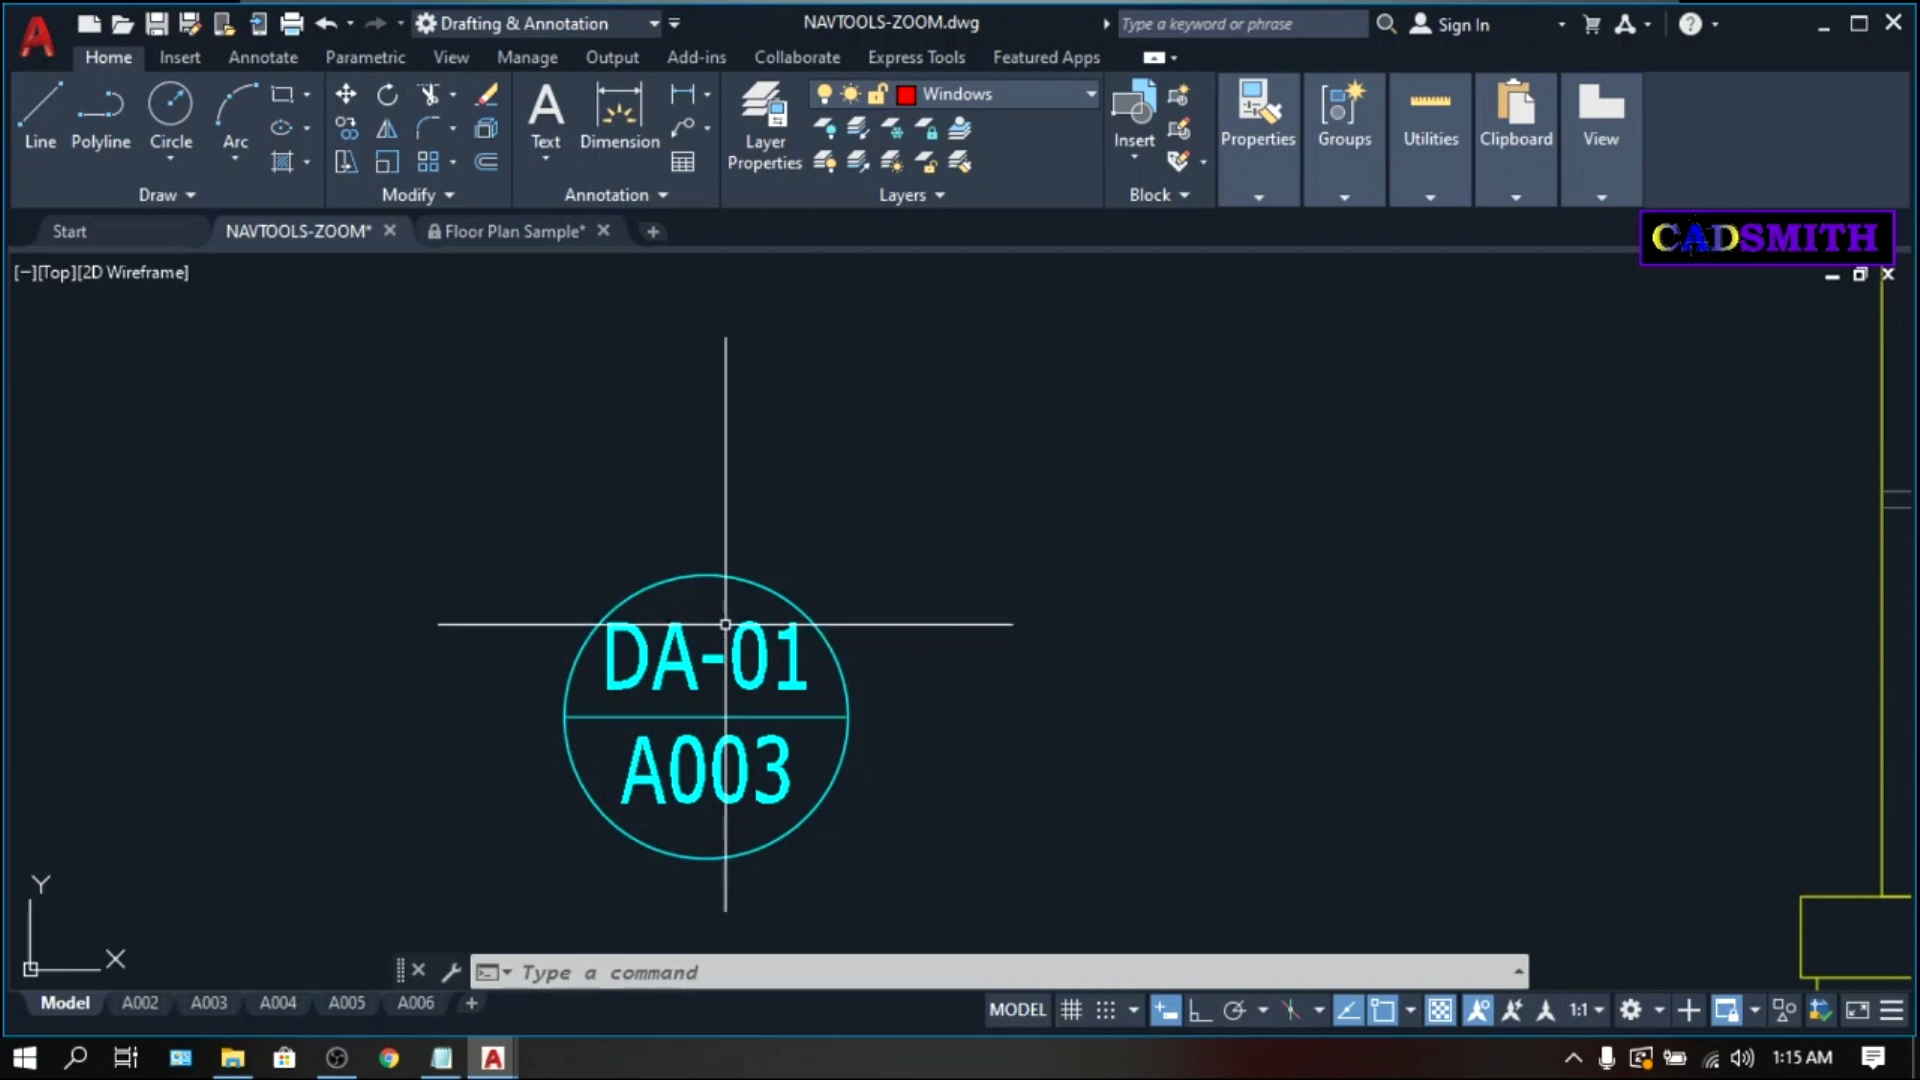 Drafting & Annotation
NAVTOOLS-ZOOM.dwg
Type a keyword or phrase
Sign In
Home Insert Annotate Parametric View Manage Output Add-ins Collaborate Express Tools Featured Apps
Windows
Line Polyline Circle Arc
Text Dimension
Layer Properties
Insert
Properties Groups Utilities Clipboard View
Draw Modify Annotation Layers Block
Start NAVTOOLS-ZOOM* Floor Plan Sample*
CADSMITH
[−][Top][2D Wireframe]
DA-01
A003
Y
X
Type a command
Model A002 A003 A004 A005 A006
MODEL
1:1
1:15 AM